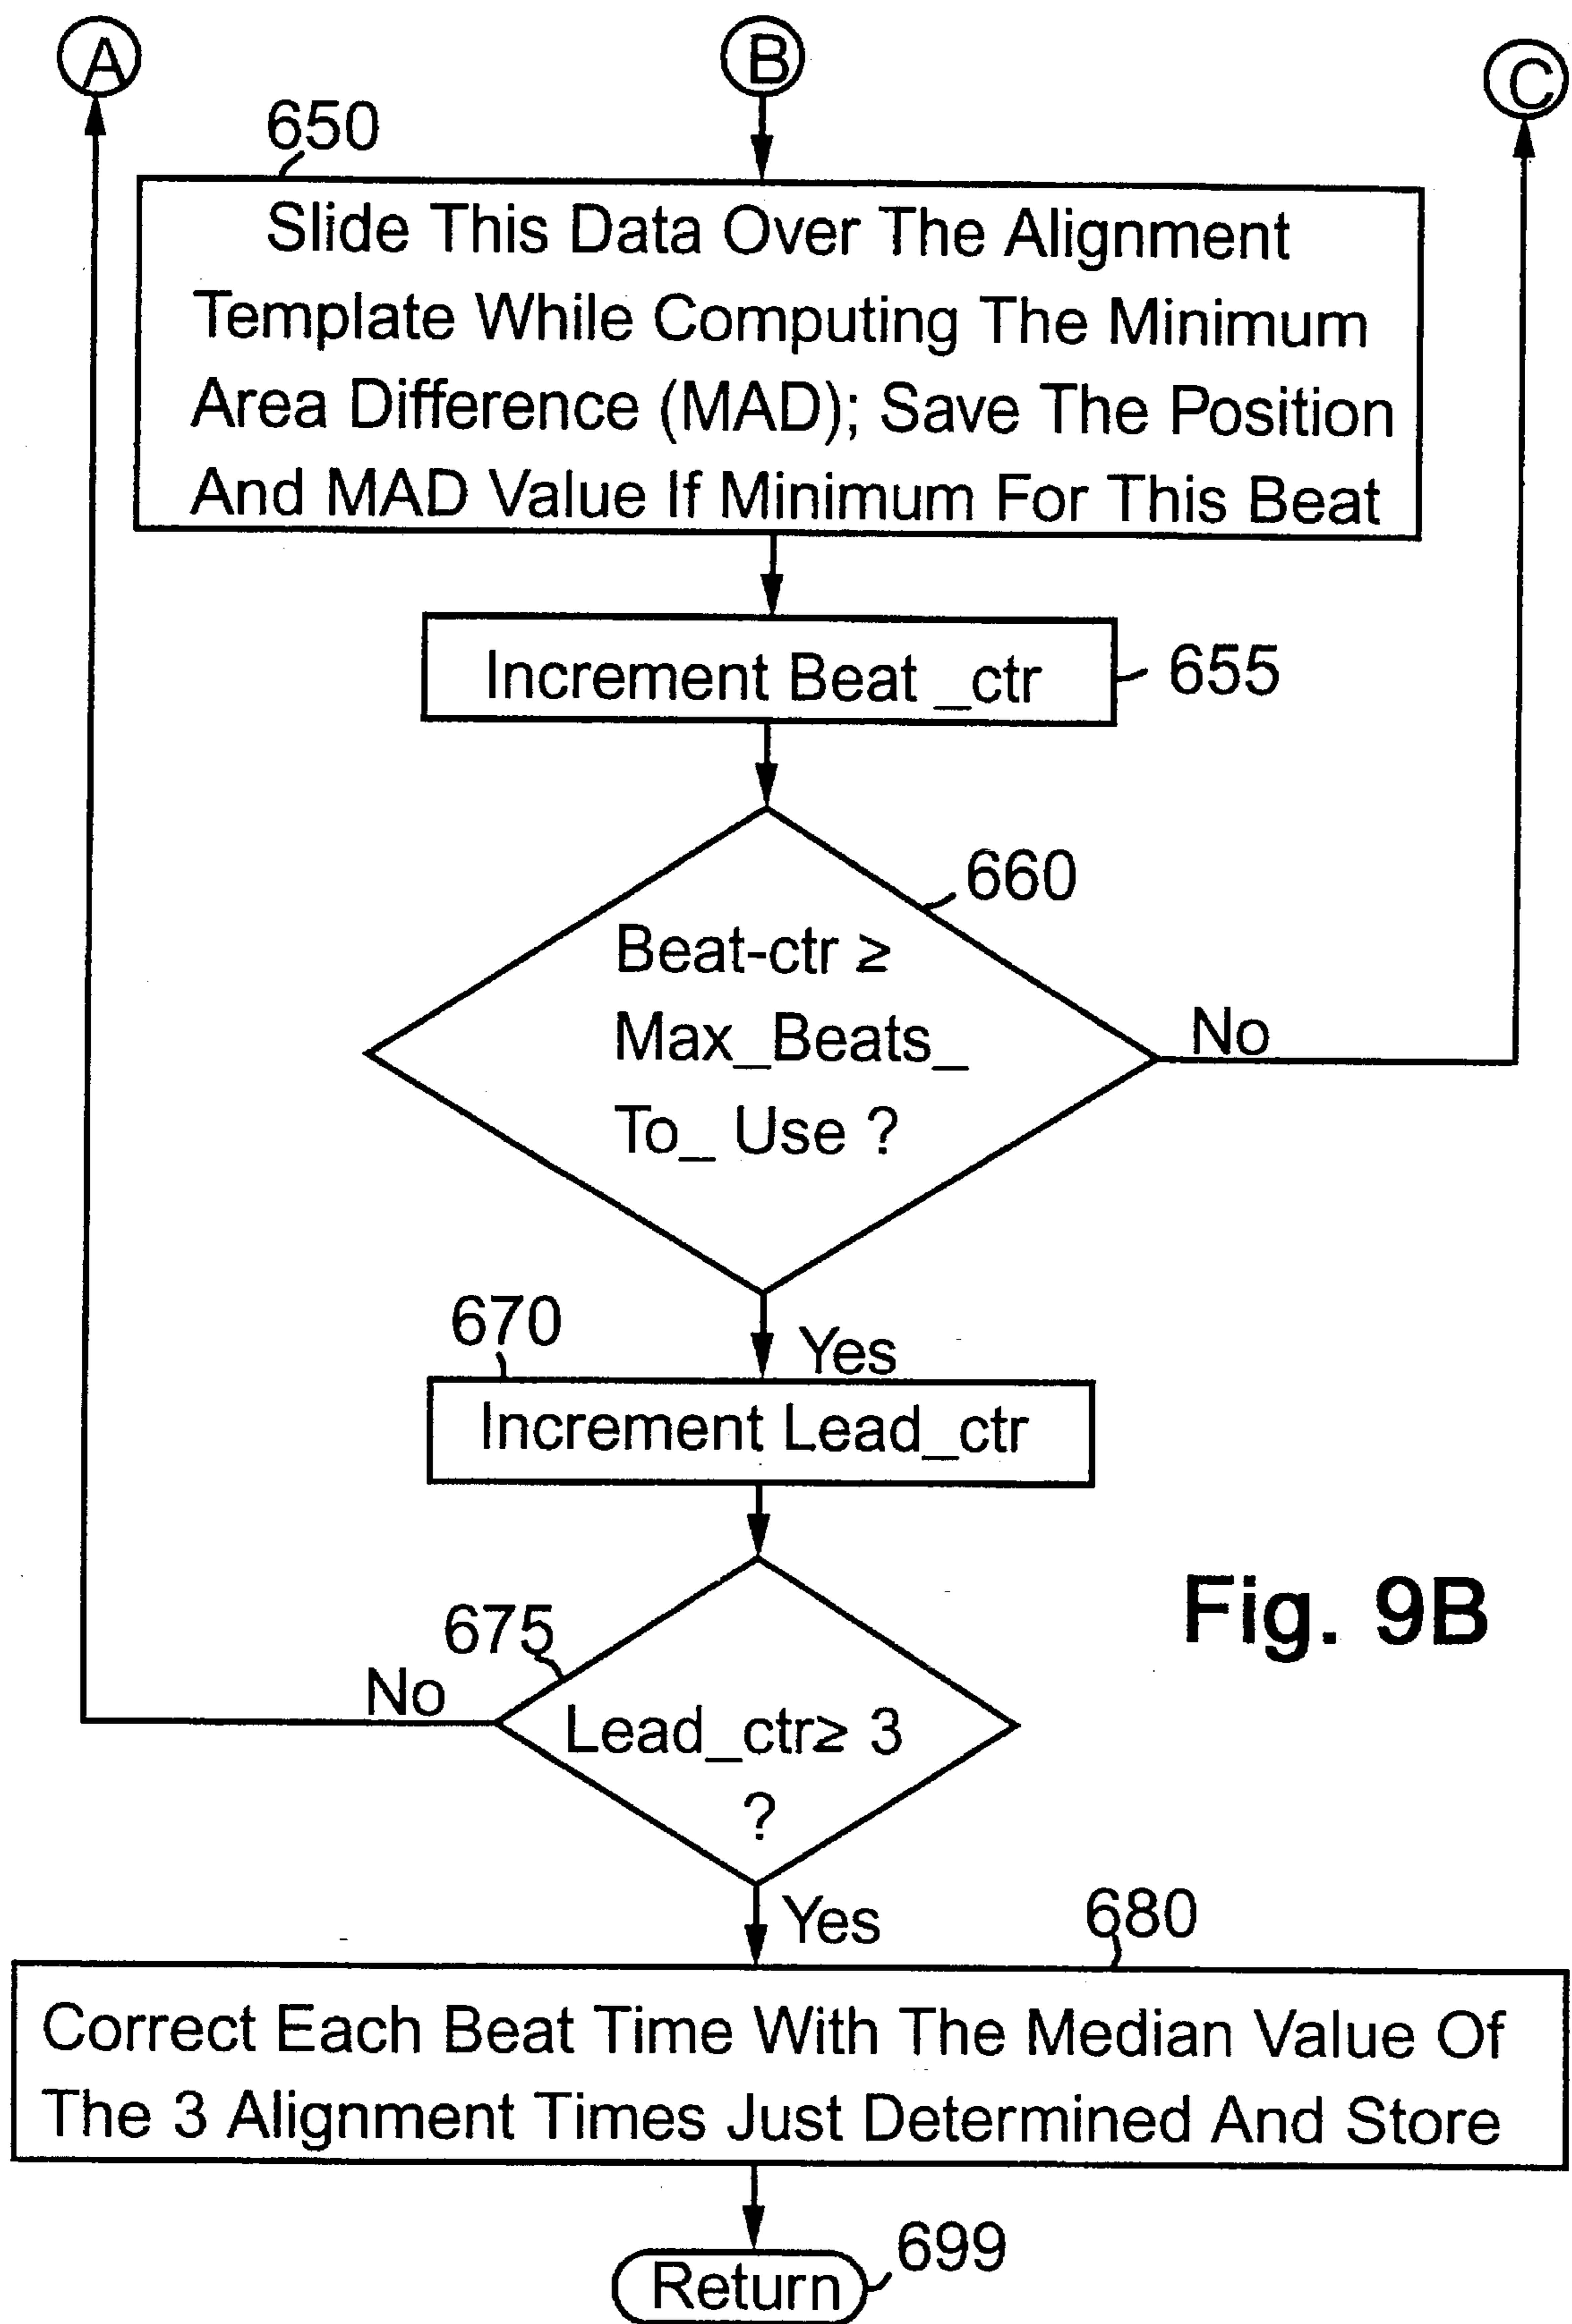 A
B
C
650
Slide This Data Over The Alignment
Template While Computing The Minimum
Area Difference (MAD); Save The Position
And MAD Value If Minimum For This Beat
Increment Beat _ctr
655
660
Beat-ctr ≥
Max_Beats_
To_ Use ?
No
Yes
670
Increment Lead_ctr
675
No
Lead_ctr≥ 3
?
Fig. 9B
Yes
680
Correct Each Beat Time With The Median Value Of
The 3 Alignment Times Just Determined And Store
Return
699